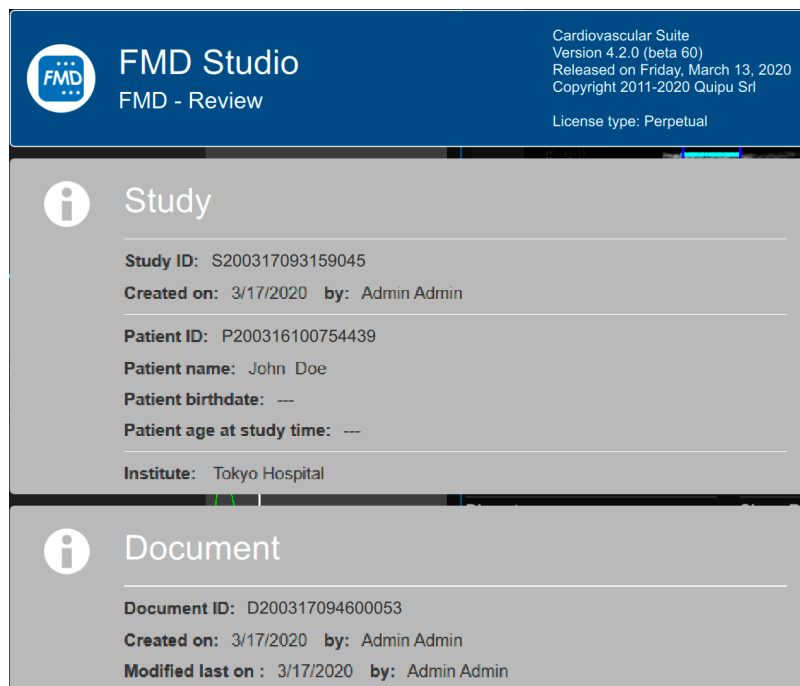 FMD
FMD Studio
FMD - Review
Cardiovascular Suite
Version 4.2.0 (beta 60)
Released on Friday, March 13, 2020
Copyright 2011-2020 Quipu Srl
License type: Perpetual
Study
Study ID: S200317093159045
Created on: 3/17/2020 by: Admin Admin
Patient ID: P200316100754439
Patient name: John Doe
Patient birthdate: ---
Patient age at study time: ---
Institute: Tokyo Hospital
Document
Document ID: D200317094600053
Created on: 3/17/2020 by: Admin Admin
Modified last on : 3/17/2020 by: Admin Admin